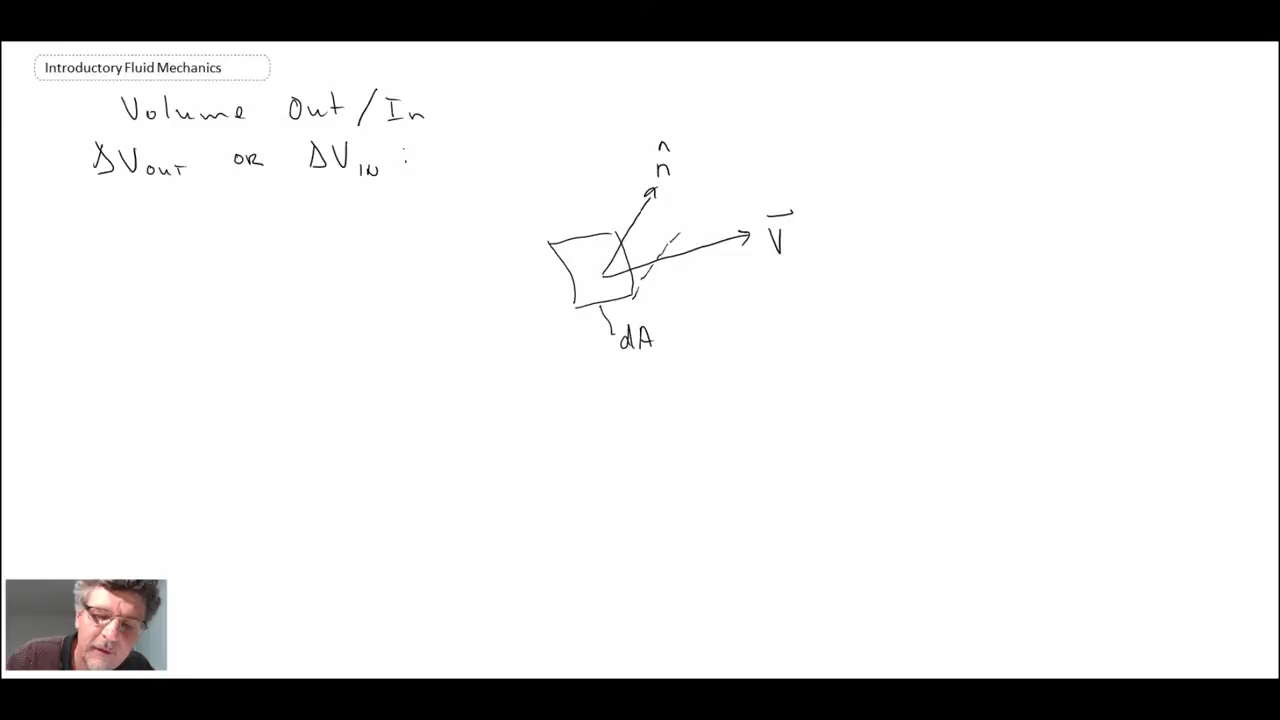 Introductory Fluid Mechanics
Volume Out/In
ΔV_OUT OR ΔV_IN :
n̂
V⃗
dA